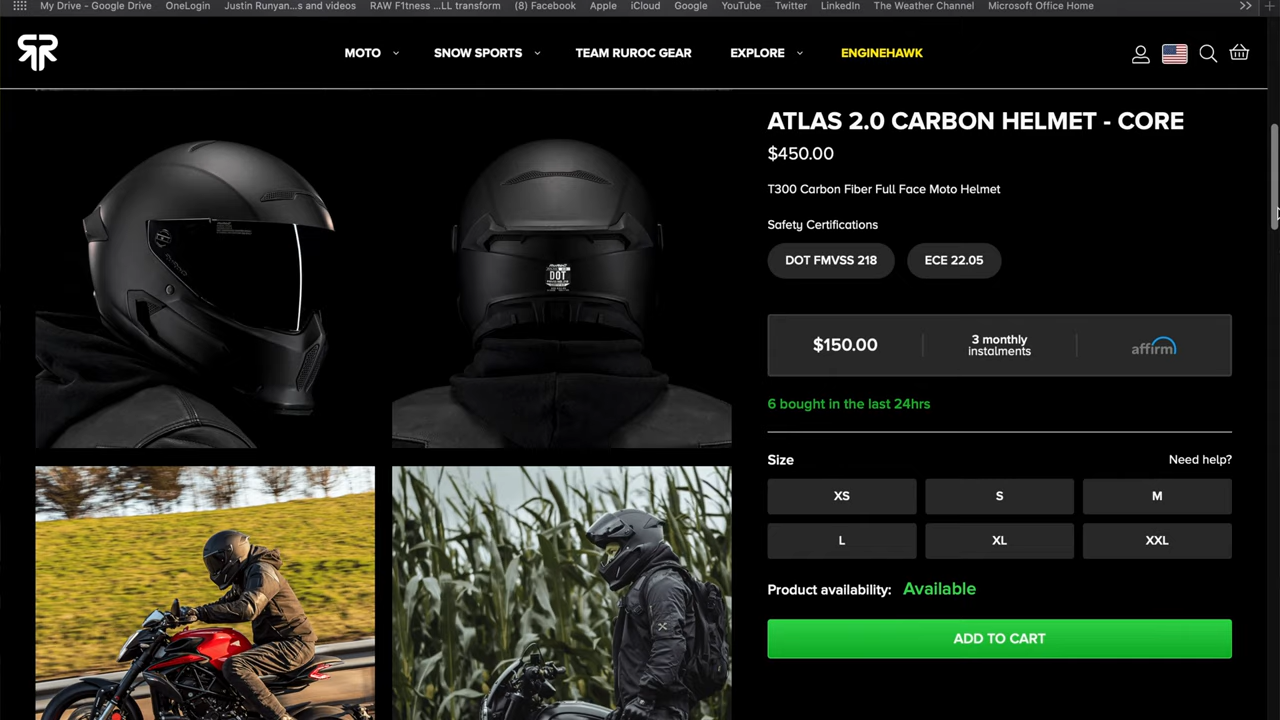 My Drive - Google Drive
OneLogin
Justin Runyan...s and videos
RAW F1tness ...LL transform
(8) Facebook
Apple
iCloud
Google
YouTube
Twitter
LinkedIn
The Weather Channel
Microsoft Office Home
MOTO
SNOW SPORTS
TEAM RUROC GEAR
EXPLORE
ENGINEHAWK
ATLAS 2.0 CARBON HELMET - CORE
$450.00
T300 Carbon Fiber Full Face Moto Helmet
Safety Certifications
DOT FMVSS 218
ECE 22.05
$150.00
3 monthly
instalments
affirm
6 bought in the last 24hrs
Size
Need help?
XS
S
M
L
XL
XXL
Product availability: Available
ADD TO CART
DOT